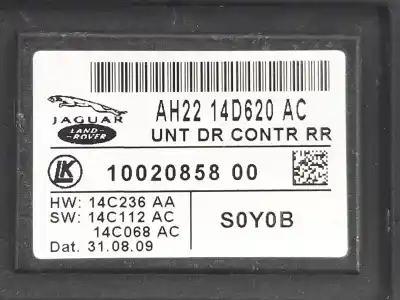 AH22 14D620 AC
JAGUAR
LAND-
ROVER
UNT DR CONTR RR
LK
10020858 00
HW: 14C236 AA
SW: 14C112 AC
14C068 AC
Dat. 31.08.09
S0Y0B